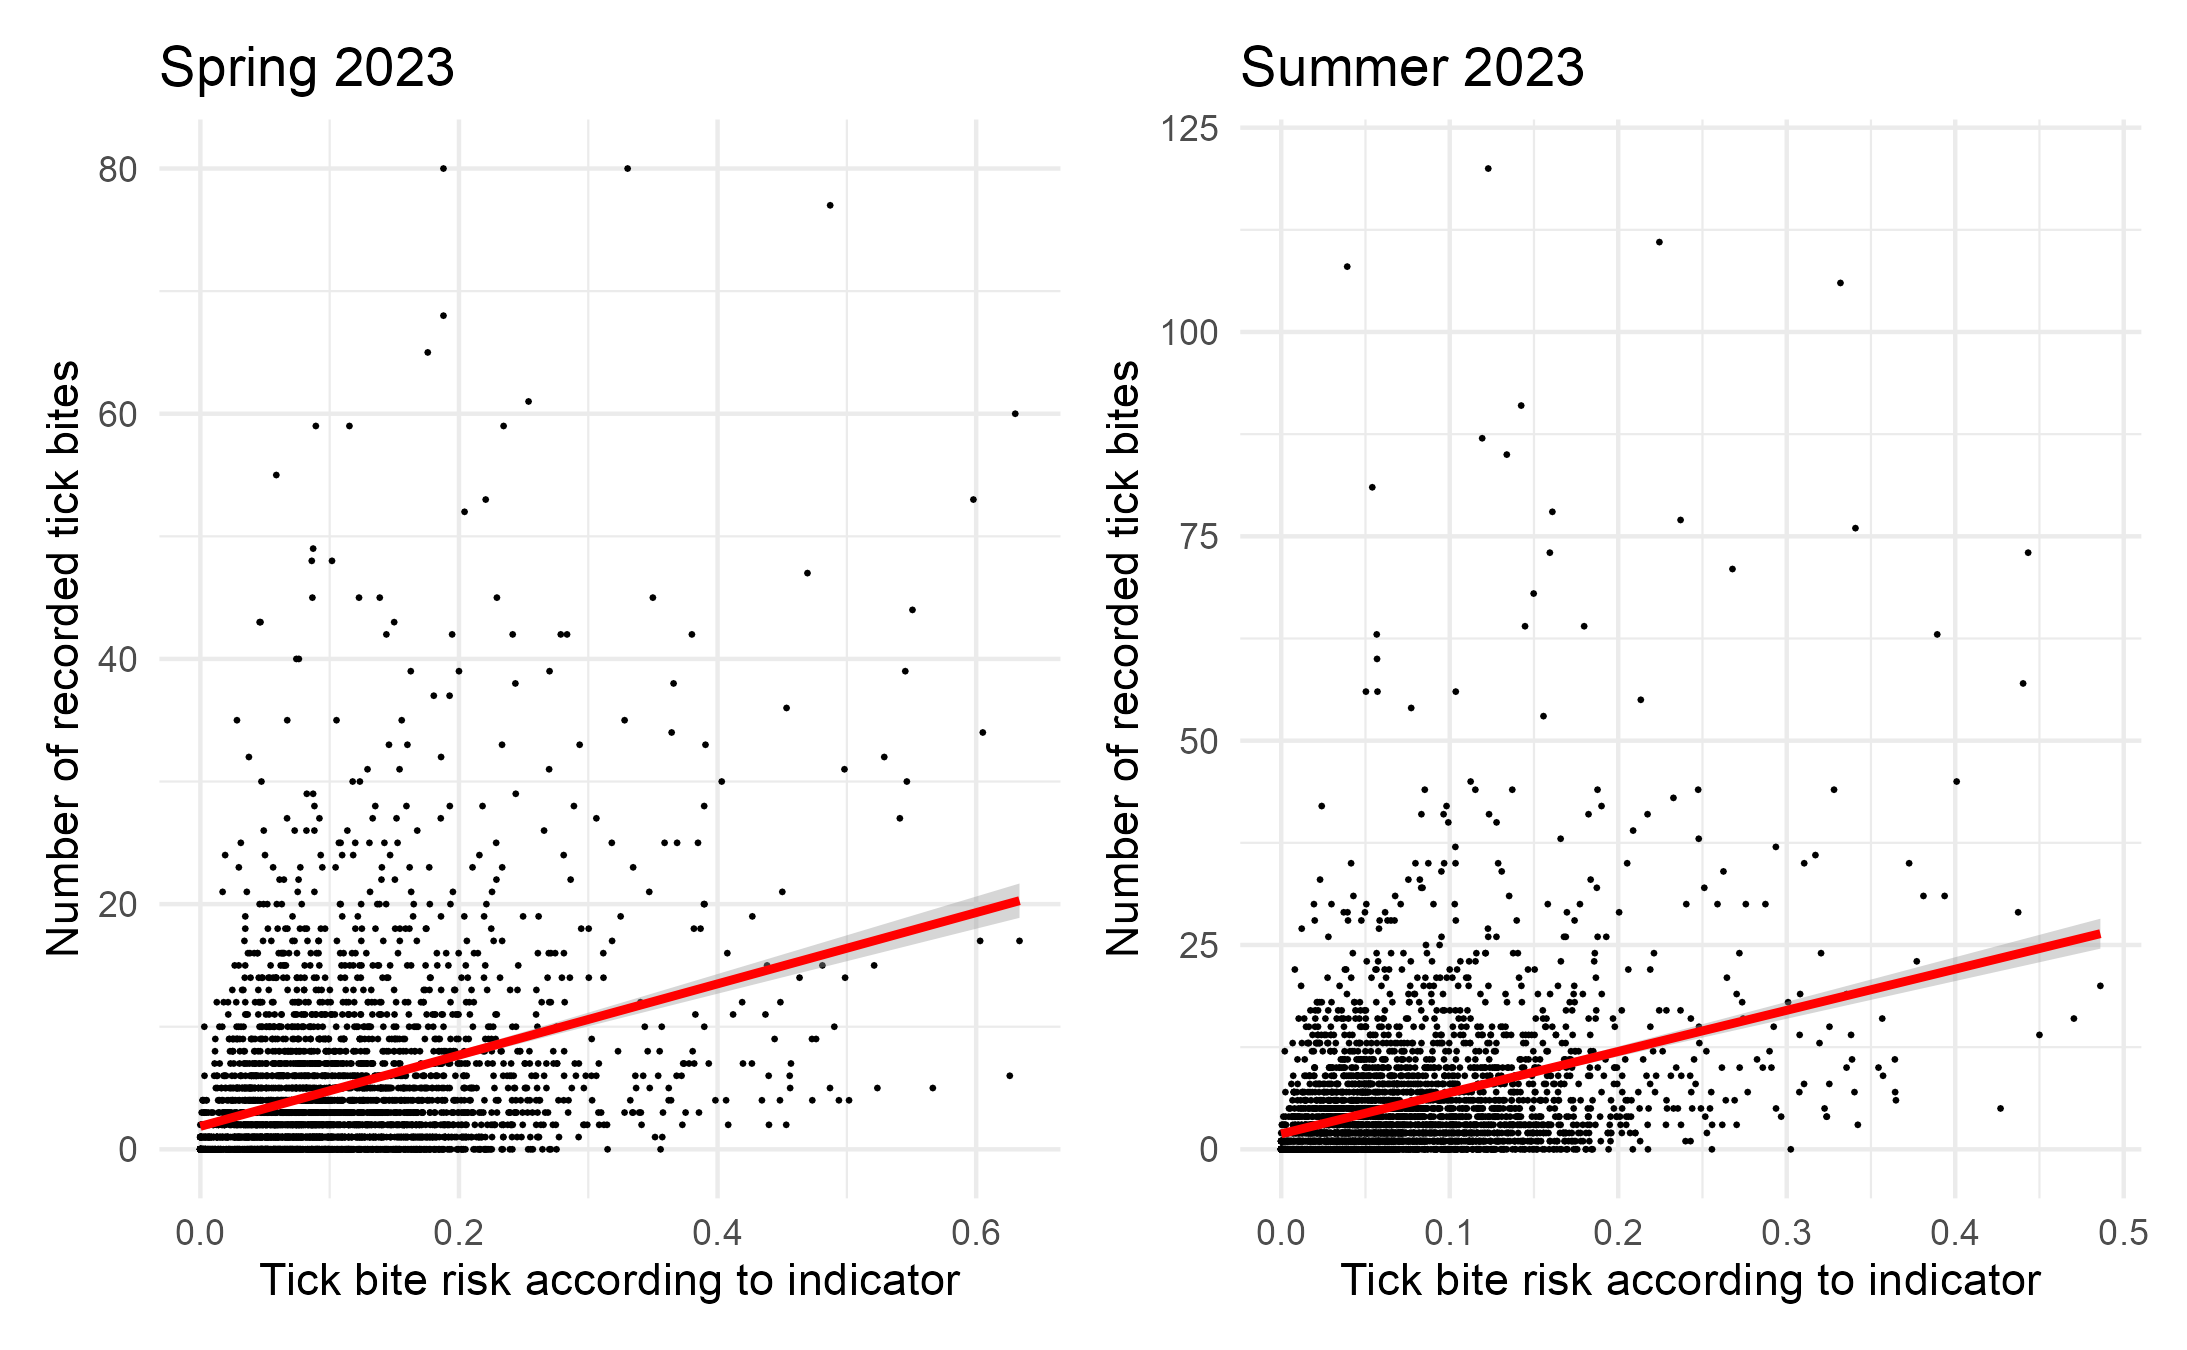 Spring 2023
Number of recorded tick bites
80
60
40
20
0
0.0 0.2 0.4 0.6
Tick bite risk according to indicator
Summer 2023
Number of recorded tick bites
125
100
75
50
25
0
0.0 0.1 0.2 0.3 0.4 0.5
Tick bite risk according to indicator